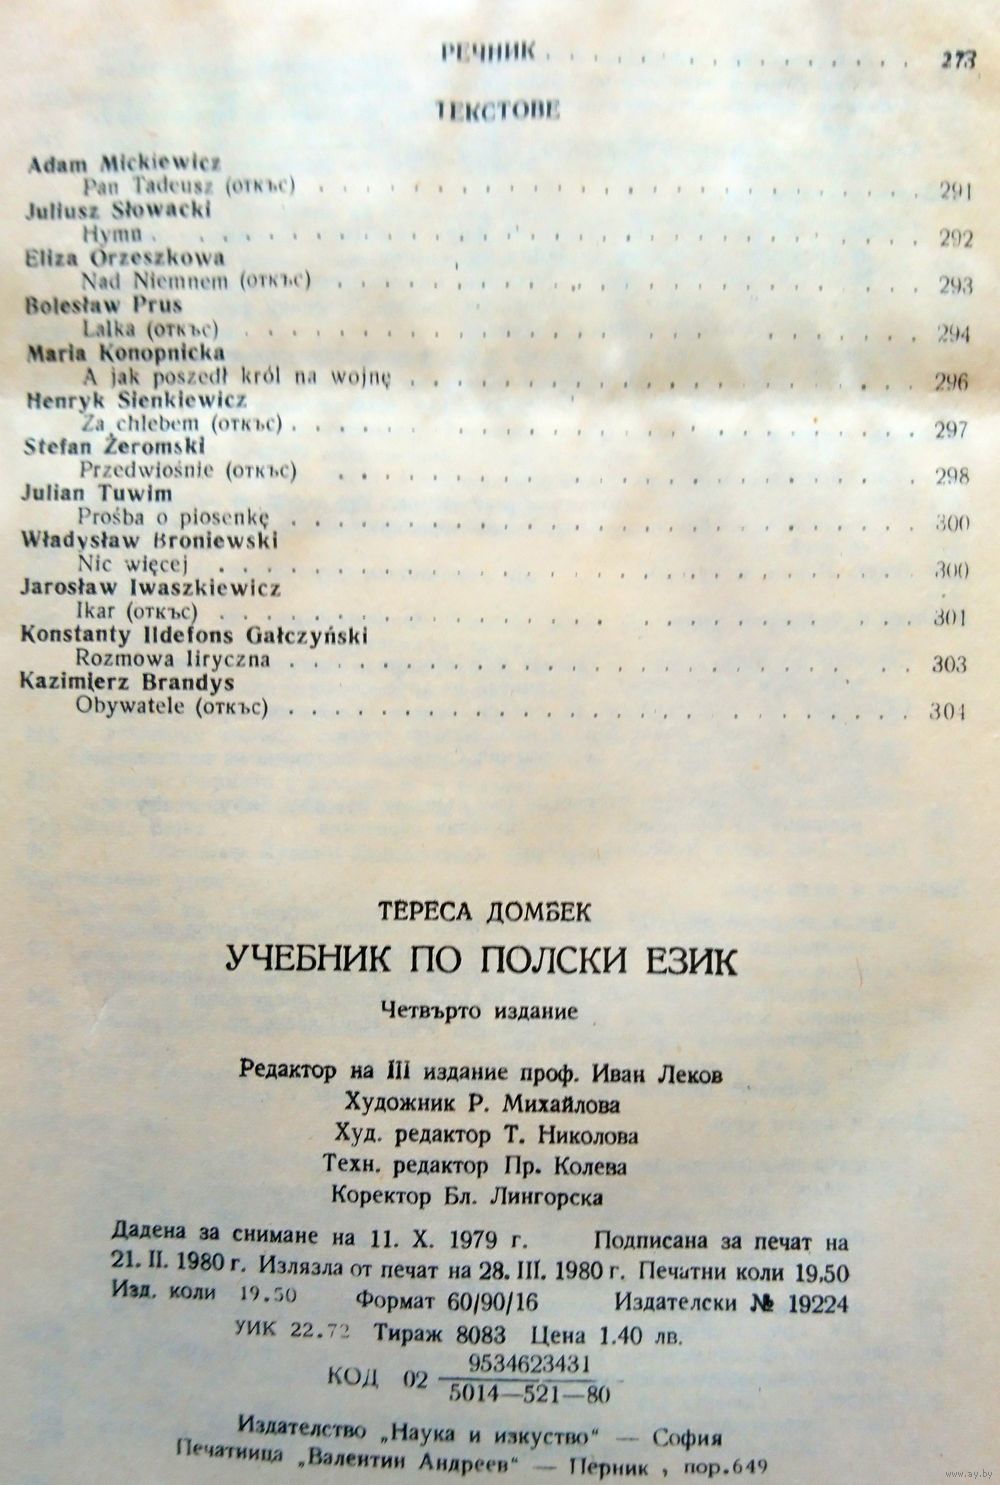 РЕЧНИК . . . . . . . . . . . . . . . . 273
ТЕКСТОВЕ
Adam Mickiewicz
Pan Tadeusz (откъс) . . . . . . . . . . . . . . . . 291
Juliusz Słowacki
Hymn . . . . . . . . . . . . . . . . 292
Eliza Orzeszkowa
Nad Niemnem (откъс) . . . . . . . . . . . . . . . . 293
Bolesław Prus
Lalka (откъс) . . . . . . . . . . . . . . . . 294
Maria Konopnicka
A jak poszedł król na wojnę . . . . . . . . . . . . . . . . 296
Henryk Sienkiewicz
Za chlebem (откъс) . . . . . . . . . . . . . . . . 297
Stefan Żeromski
Przedwiośnie (откъс) . . . . . . . . . . . . . . . . 298
Julian Tuwim
Prośba o piosenkę . . . . . . . . . . . . . . . . 300
Władysław Broniewski
Nic więcej . . . . . . . . . . . . . . . . 300
Jarosław Iwaszkiewicz
Ikar (откъс) . . . . . . . . . . . . . . . . 301
Konstanty Ildefons Gałczyński
Rozmowa liryczna . . . . . . . . . . . . . . . . 303
Kazimierz Brandys
Obywatele (откъс) . . . . . . . . . . . . . . . . 304
ТЕРЕСА ДОМБЕК
УЧЕБНИК ПО ПОЛСКИ ЕЗИК
Четвърто издание
Редактор на III издание проф. Иван Леков
Художник Р. Михайлова
Худ. редактор Т. Николова
Техн. редактор Пр. Колева
Коректор Бл. Лингорска
Дадена за снимане на 11. X. 1979 г. Подписана за печат на
21. II. 1980 г. Излязла от печат на 28. III. 1980 г. Печатни коли 19,50
Изд. коли 19.50 Формат 60/90/16 Издателски № 19224
УИК 22.72 Тираж 8083 Цена 1.40 лв.
9534623431
КОД 02
5014—521—80
Издателство „Наука и изкуство“ — София
Печатница „Валентин Андреев“ — Перник , пор.649
www.ay.by